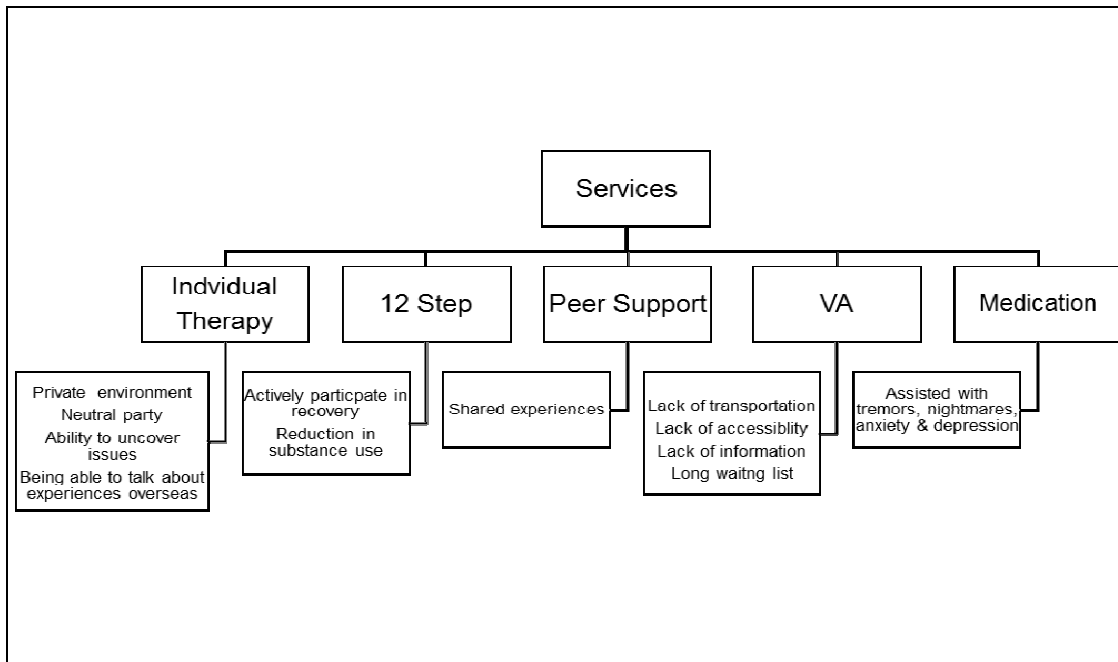 Services
Indvidual
Therapy
12 Step
Peer Support
VA
Medication
Private environment
Neutral party
Ability to uncover
issues
Being able to talk about
experiences overseas
Actively particpate in
recovery
Reduction in
substance use
Shared experiences
Lack of transportation
Lack of accessiblity
Lack of information
Long waitng list
Assisted with
tremors, nightmares,
anxiety & depression